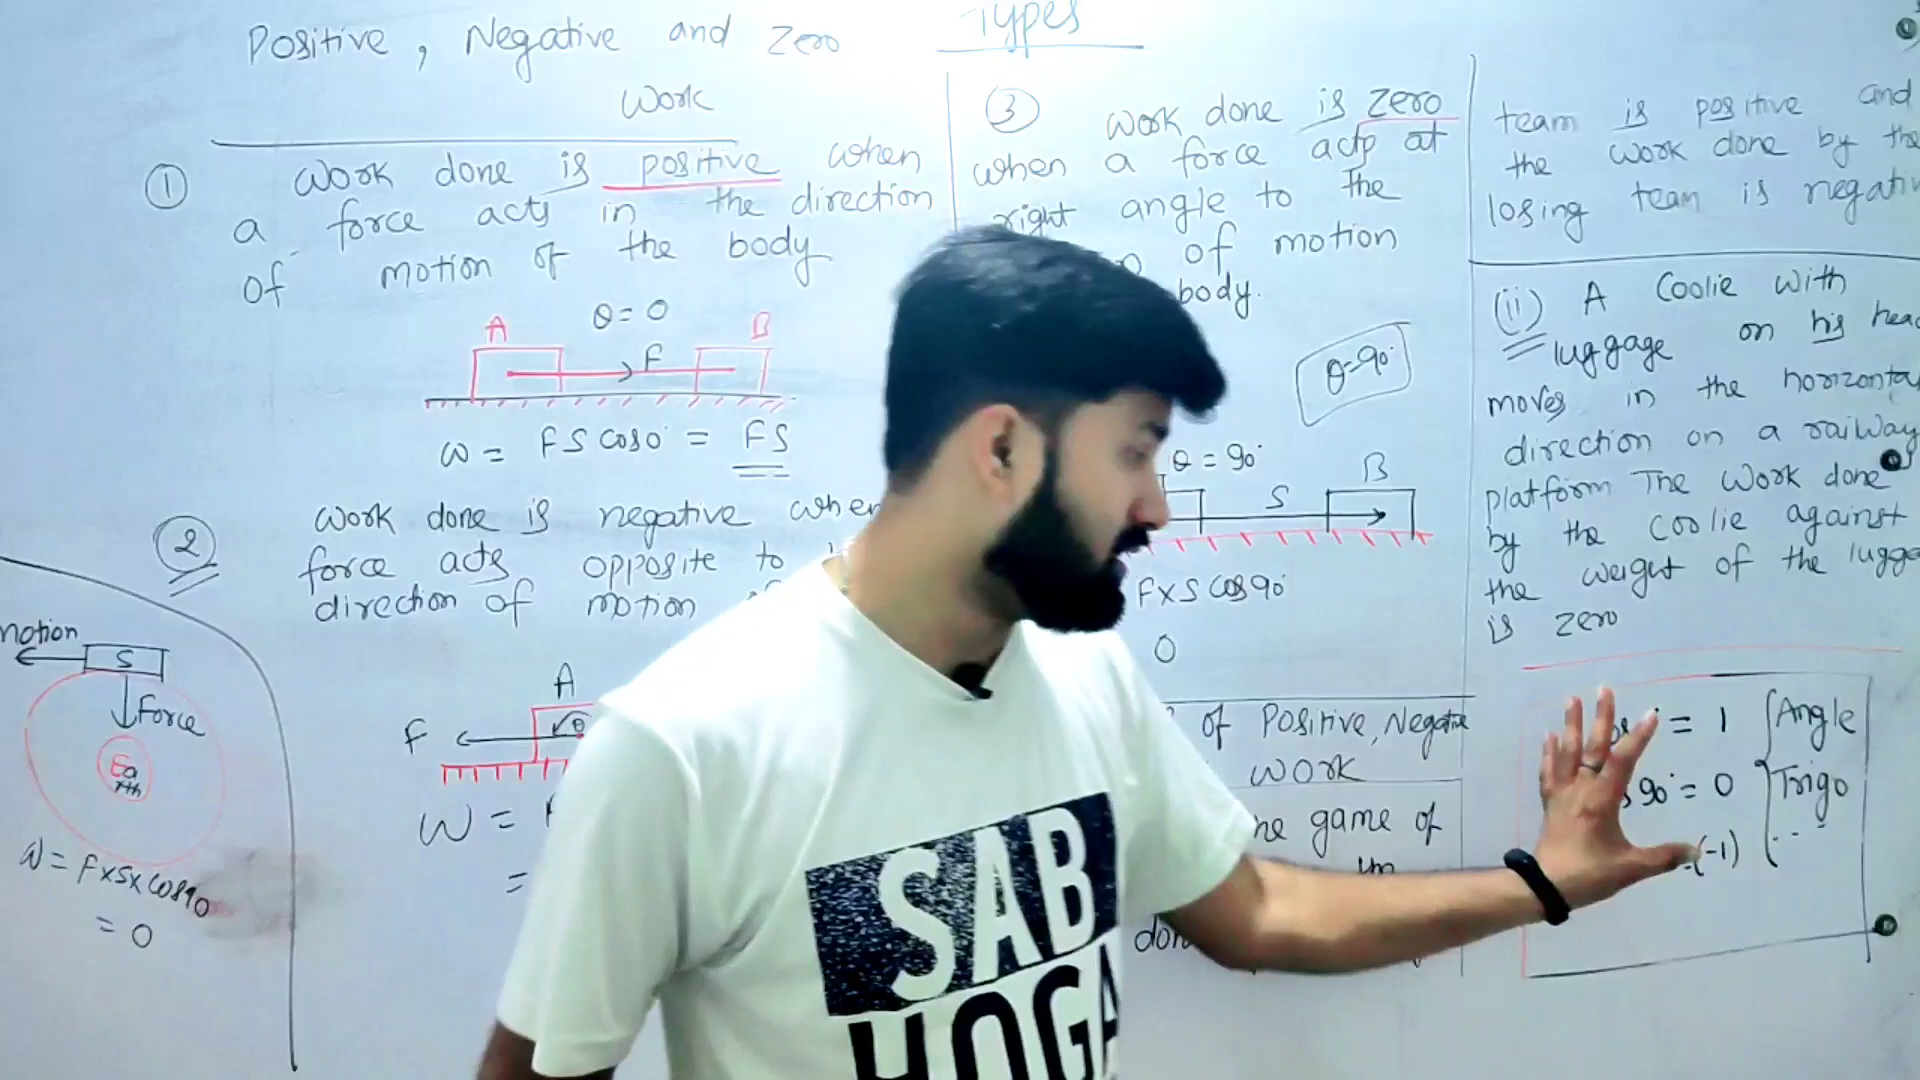 Types
Positive, Negative and Zero
Work
① Work done is positive when
a force acts in the direction
of motion of the body
θ = 0
A
B
F
W = FS cos0° = FS
② Work done is negative when
force acts opposite to
direction of motion
A
F
θ
W =
=
motion
S
Force
Earth
W = F×S×cos90
= 0
③ Work done is zero
when a force acts at
right angle to the
of motion
body.
θ=90°
θ = 90°
B
S
F×S cos90°
0
of Positive, Negative
Work
game of
team is positive and
the work done by the
losing team is
(ii) A Coolie with
luggage on his
moves in the
direction on a railway
platform The work done
by the coolie against
the weight of the
is zero
= 1
90° = 0
(-1)
Angle
Trigo
...
SAB